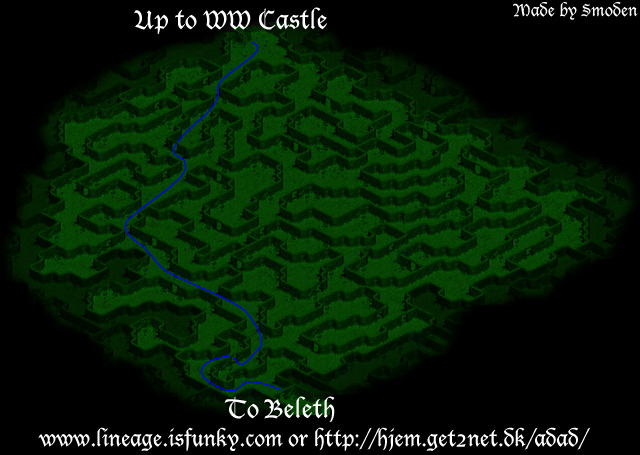 Up to WW Castle
Made by Smoden
To Beleth
www.lineage.isfunky.com or http://hjem.get2net.dk/adad/